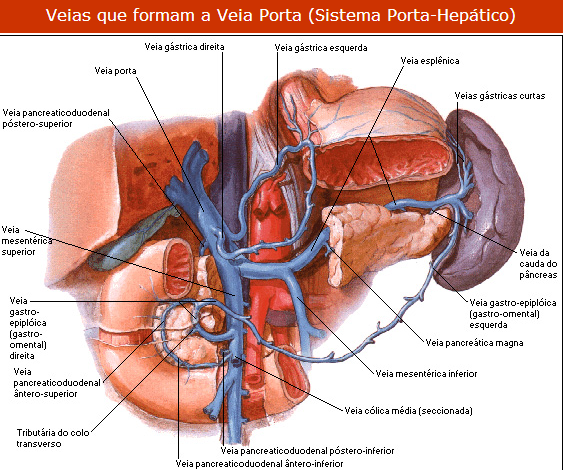 Veias que formam a Veia Porta (Sistema Porta-Hepático)
Veia gástrica direita
Veia gástrica esquerda
Veia porta
Veia esplênica
Veias gástricas curtas
Veia pancreaticoduodenal
póstero-superior
Veia
mesentérica
superior
Veia da
cauda do
pâncreas
Veia
gastro-
epiplóica
(gastro-
omental)
direita
Veia gastro-epiplóica
(gastro-omental)
esquerda
Veia pancreática magna
Veia
pancreaticoduodenal
ântero-superior
Veia mesentérica inferior
Veia cólica média (seccionada)
Tributária do colo
transverso
Veia pancreaticoduodenal póstero-inferior
Veia pancreaticoduodenal ântero-inferior